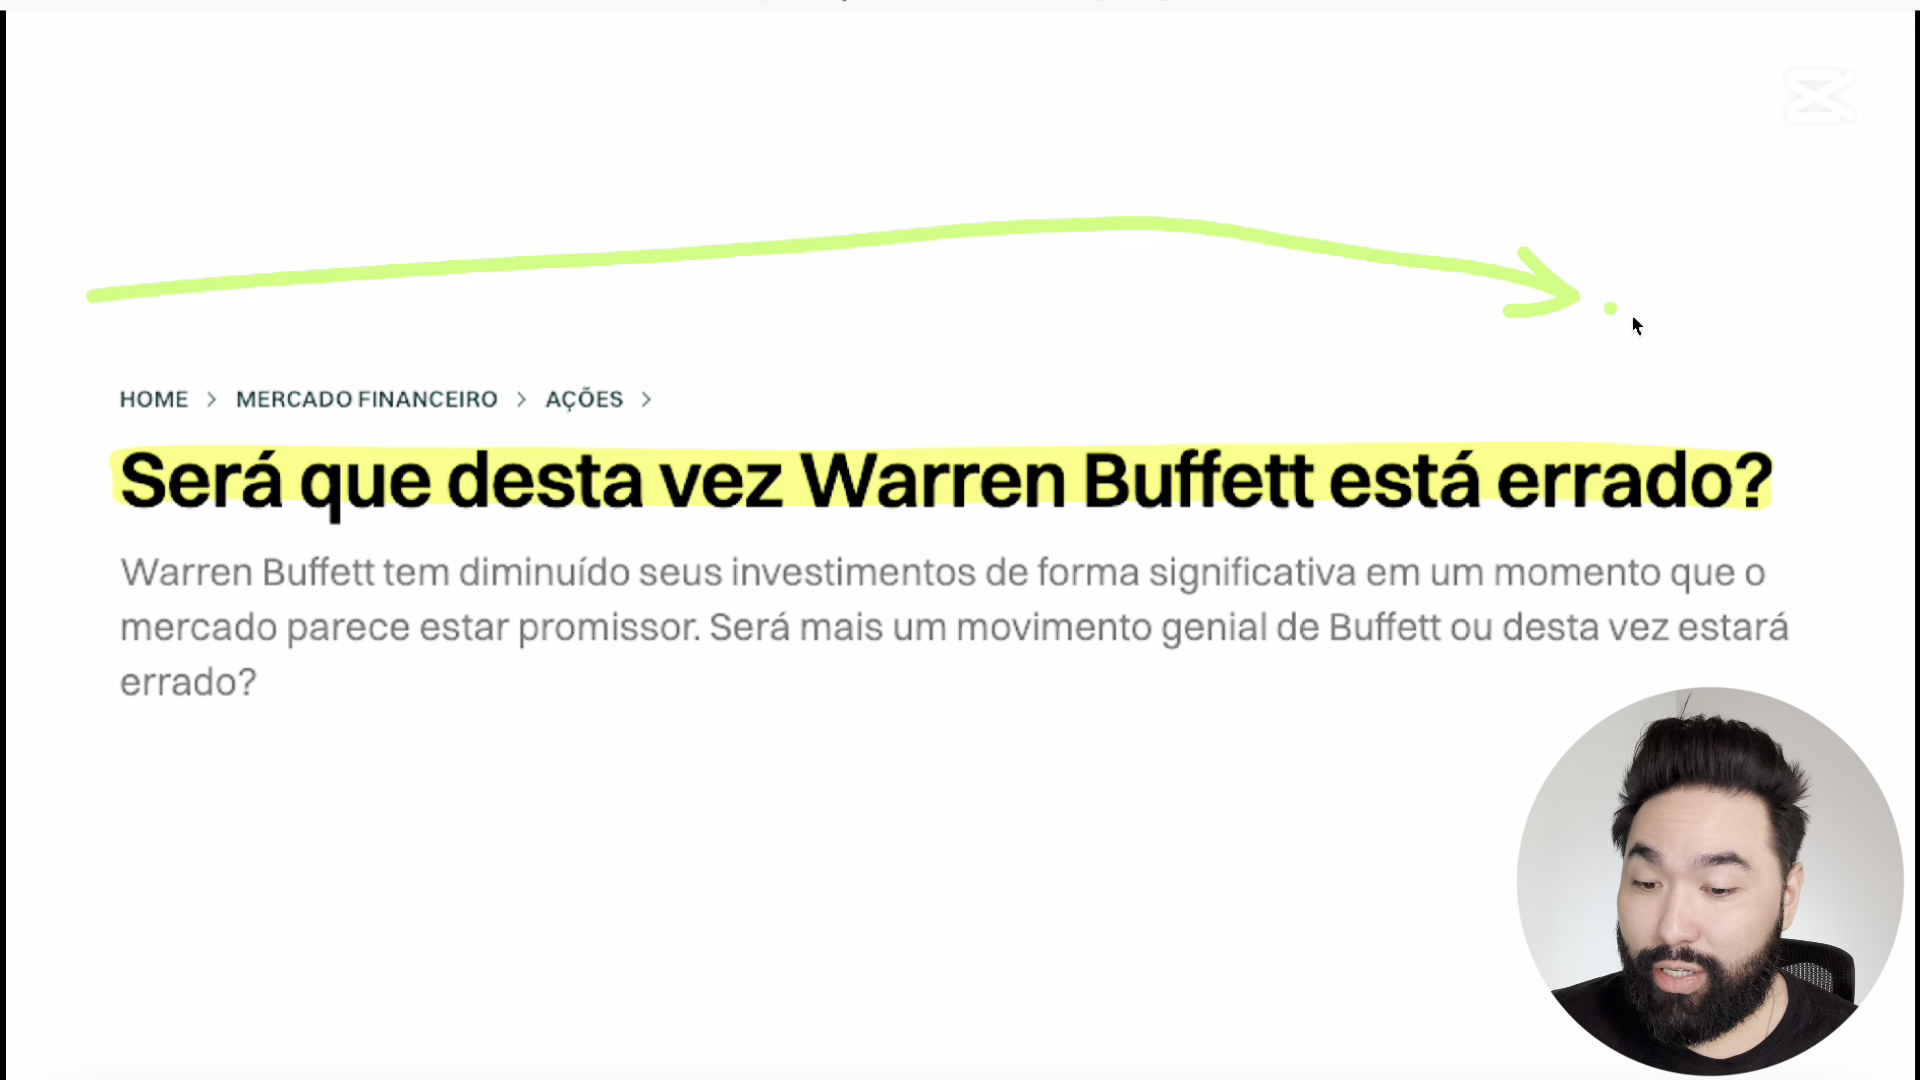 HOME > MERCADO FINANCEIRO > AÇÕES >
Será que desta vez Warren Buffett está errado?
Warren Buffett tem diminuído seus investimentos de forma significativa em um momento que o
mercado parece estar promissor. Será mais um movimento genial de Buffett ou desta vez estará
errado?